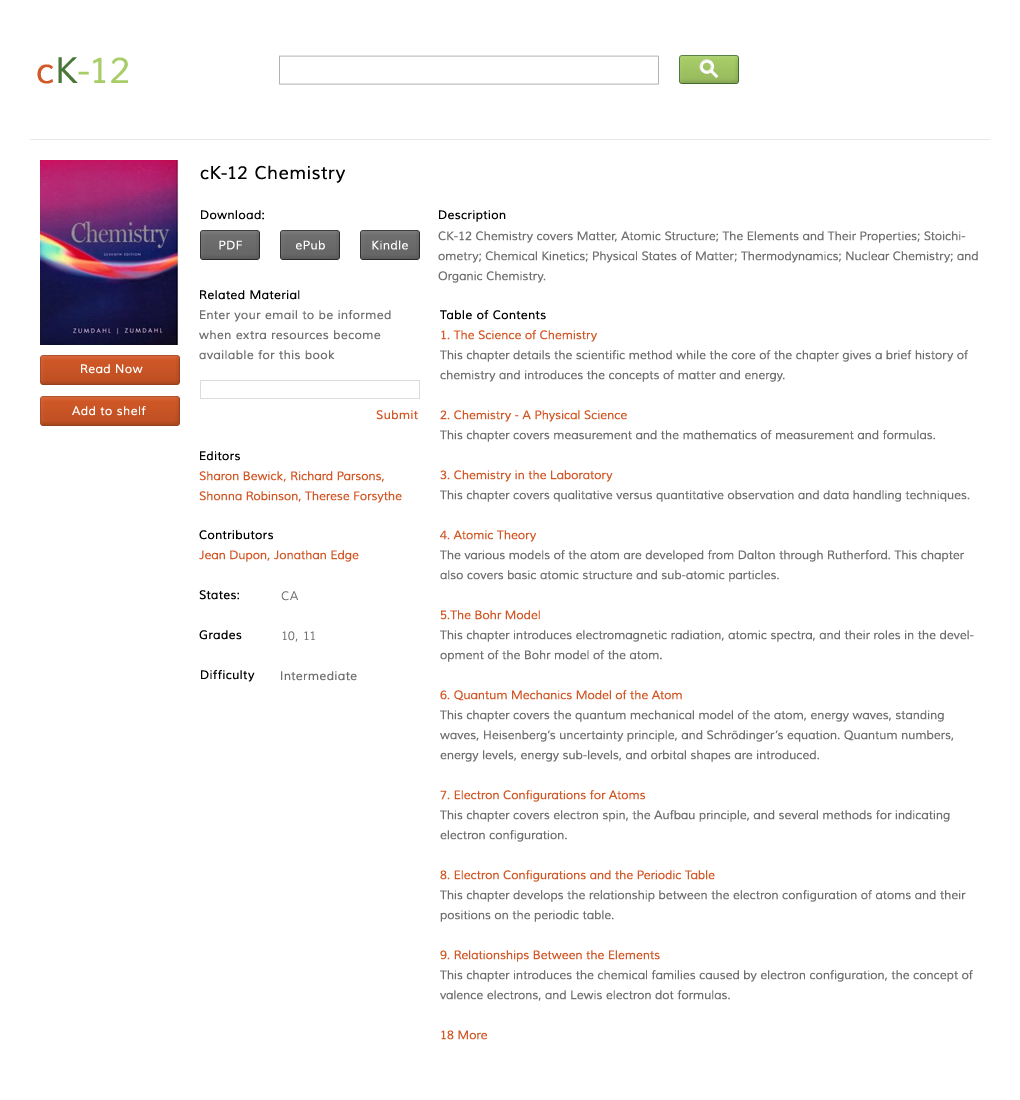 cK-12
cK-12 Chemistry
Chemistry
SEVENTH EDITION
ZUMDAHL | ZUMDAHL
Read Now
Add to shelf
Download:
PDF
ePub
Kindle
Related Material
Enter your email to be informed
when extra resources become
available for this book
Submit
Editors
Sharon Bewick, Richard Parsons,
Shonna Robinson, Therese Forsythe
Contributors
Jean Dupon, Jonathan Edge
States: CA
Grades 10, 11
Difficulty Intermediate
Description
CK-12 Chemistry covers Matter, Atomic Structure; The Elements and Their Properties; Stoichi-
ometry; Chemical Kinetics; Physical States of Matter; Thermodynamics; Nuclear Chemistry; and
Organic Chemistry.
Table of Contents
1. The Science of Chemistry
This chapter details the scientific method while the core of the chapter gives a brief history of
chemistry and introduces the concepts of matter and energy.
2. Chemistry - A Physical Science
This chapter covers measurement and the mathematics of measurement and formulas.
3. Chemistry in the Laboratory
This chapter covers qualitative versus quantitative observation and data handling techniques.
4. Atomic Theory
The various models of the atom are developed from Dalton through Rutherford. This chapter
also covers basic atomic structure and sub-atomic particles.
5.The Bohr Model
This chapter introduces electromagnetic radiation, atomic spectra, and their roles in the devel-
opment of the Bohr model of the atom.
6. Quantum Mechanics Model of the Atom
This chapter covers the quantum mechanical model of the atom, energy waves, standing
waves, Heisenberg's uncertainty principle, and Schrödinger's equation. Quantum numbers,
energy levels, energy sub-levels, and orbital shapes are introduced.
7. Electron Configurations for Atoms
This chapter covers electron spin, the Aufbau principle, and several methods for indicating
electron configuration.
8. Electron Configurations and the Periodic Table
This chapter develops the relationship between the electron configuration of atoms and their
positions on the periodic table.
9. Relationships Between the Elements
This chapter introduces the chemical families caused by electron configuration, the concept of
valence electrons, and Lewis electron dot formulas.
18 More